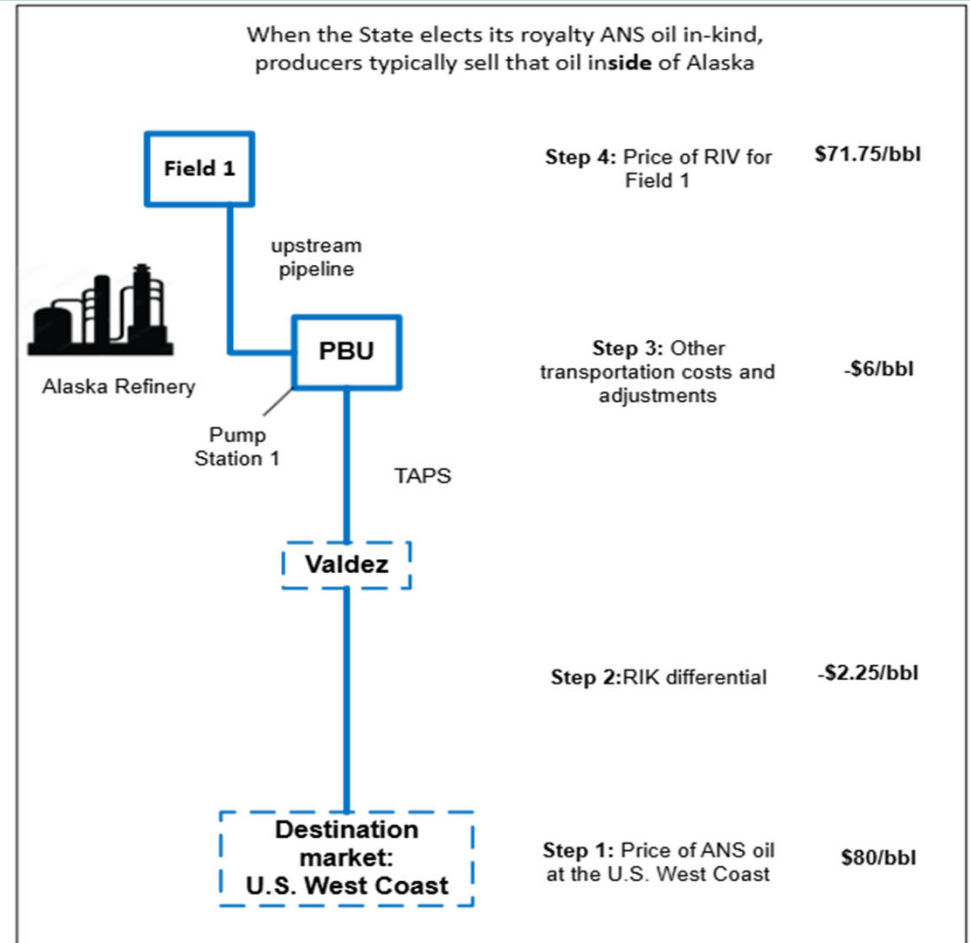 When the State elects its royalty ANS oil in-kind,
producers typically sell that oil inside of Alaska
Field 1
Step 4: Price of RIV for
Field 1
$71.75/bbl
upstream
pipeline
Alaska Refinery
PBU
Step 3: Other
transportation costs and
adjustments
-$6/bbl
Pump
Station 1
TAPS
Valdez
Step 2:RIK differential
-$2.25/bbl
Destination
market:
U.S. West Coast
Step 1: Price of ANS oil
at the U.S. West Coast
$80/bbl